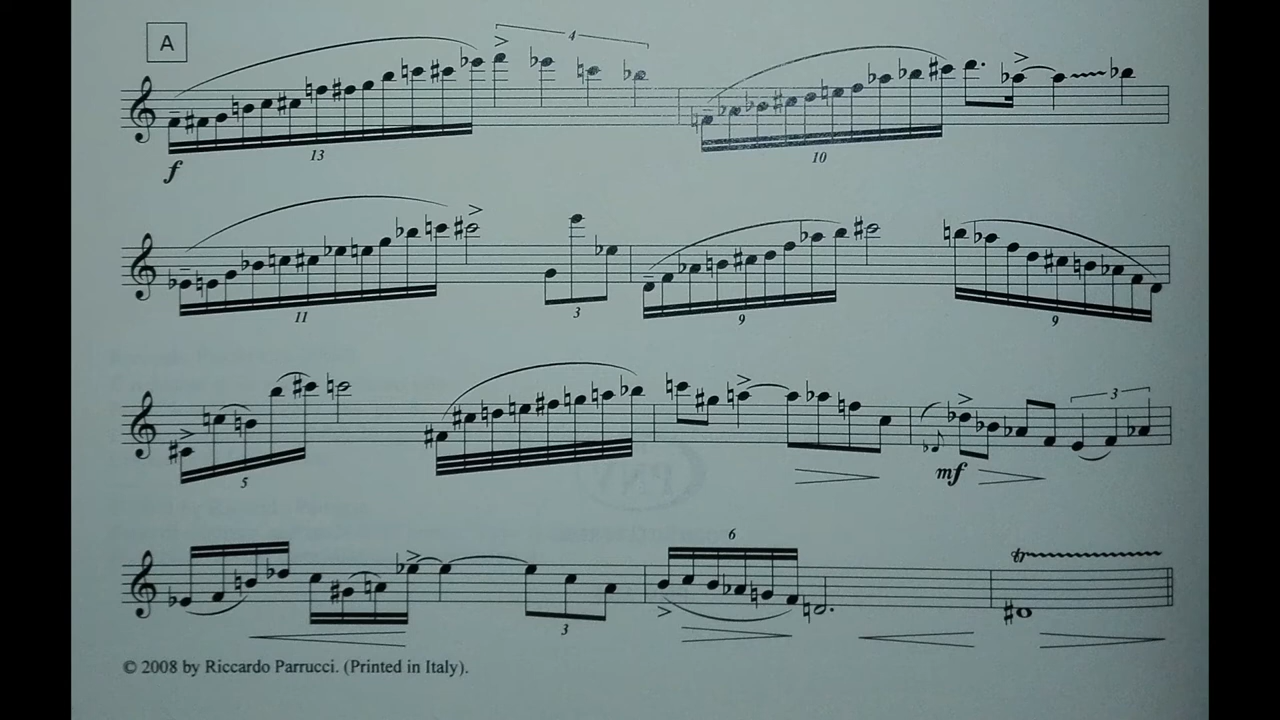 A
4
f
13
10
11
3
9
9
5
3
mf
6
tr
3
© 2008 by Riccardo Parrucci. (Printed in Italy).